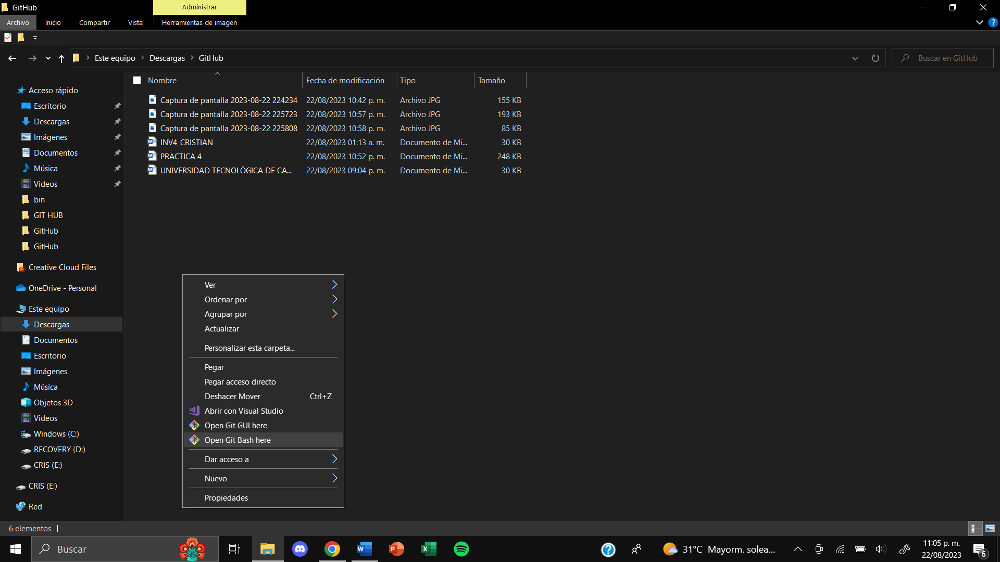 GitHub
Administrar
Archivo
Inicio
Compartir
Vista
Herramientas de imagen
Este equipo
Descargas
GitHub
Buscar en GitHub
Nombre
Fecha de modificación
Tipo
Tamaño
Captura de pantalla 2023-08-22 224234 22/08/2023 10:42 p. m. Archivo JPG 155 KB
Captura de pantalla 2023-08-22 225723 22/08/2023 10:57 p. m. Archivo JPG 193 KB
Captura de pantalla 2023-08-22 225808 22/08/2023 10:58 p. m. Archivo JPG 85 KB
INV4_CRISTIAN 22/08/2023 01:13 a. m. Documento de Mi... 30 KB
PRACTICA 4 22/08/2023 10:52 p. m. Documento de Mi... 248 KB
UNIVERSIDAD TECNOLÓGICA DE CA... 22/08/2023 09:04 p. m. Documento de Mi... 30 KB
Acceso rápido
Escritorio
Descargas
Imágenes
Documentos
Música
Videos
bin
GIT HUB
GitHub
GitHub
Creative Cloud Files
OneDrive - Personal
Este equipo
Descargas
Documentos
Escritorio
Imágenes
Música
Objetos 3D
Videos
Windows (C:)
RECOVERY (D:)
CRIS (E:)
CRIS (E:)
Red
Ver
Ordenar por
Agrupar por
Actualizar
Personalizar esta carpeta...
Pegar
Pegar acceso directo
Deshacer Mover Ctrl+Z
Abrir con Visual Studio
Open Git GUI here
Open Git Bash here
Dar acceso a
Nuevo
Propiedades
6 elementos
Buscar
31°C Mayorm. solea...
11:05 p. m.
22/08/2023
6